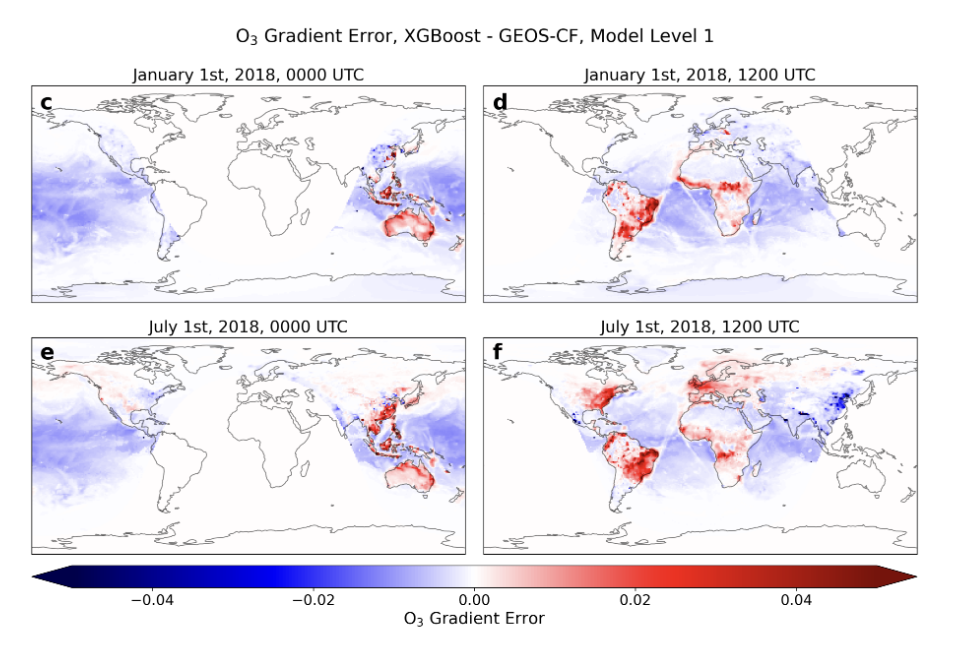 O₃ Gradient Error, XGBoost - GEOS-CF, Model Level 1
January 1st, 2018, 0000 UTC
January 1st, 2018, 1200 UTC
c
d
July 1st, 2018, 0000 UTC
July 1st, 2018, 1200 UTC
e
f
−0.04 −0.02 0.00 0.02 0.04
O₃ Gradient Error